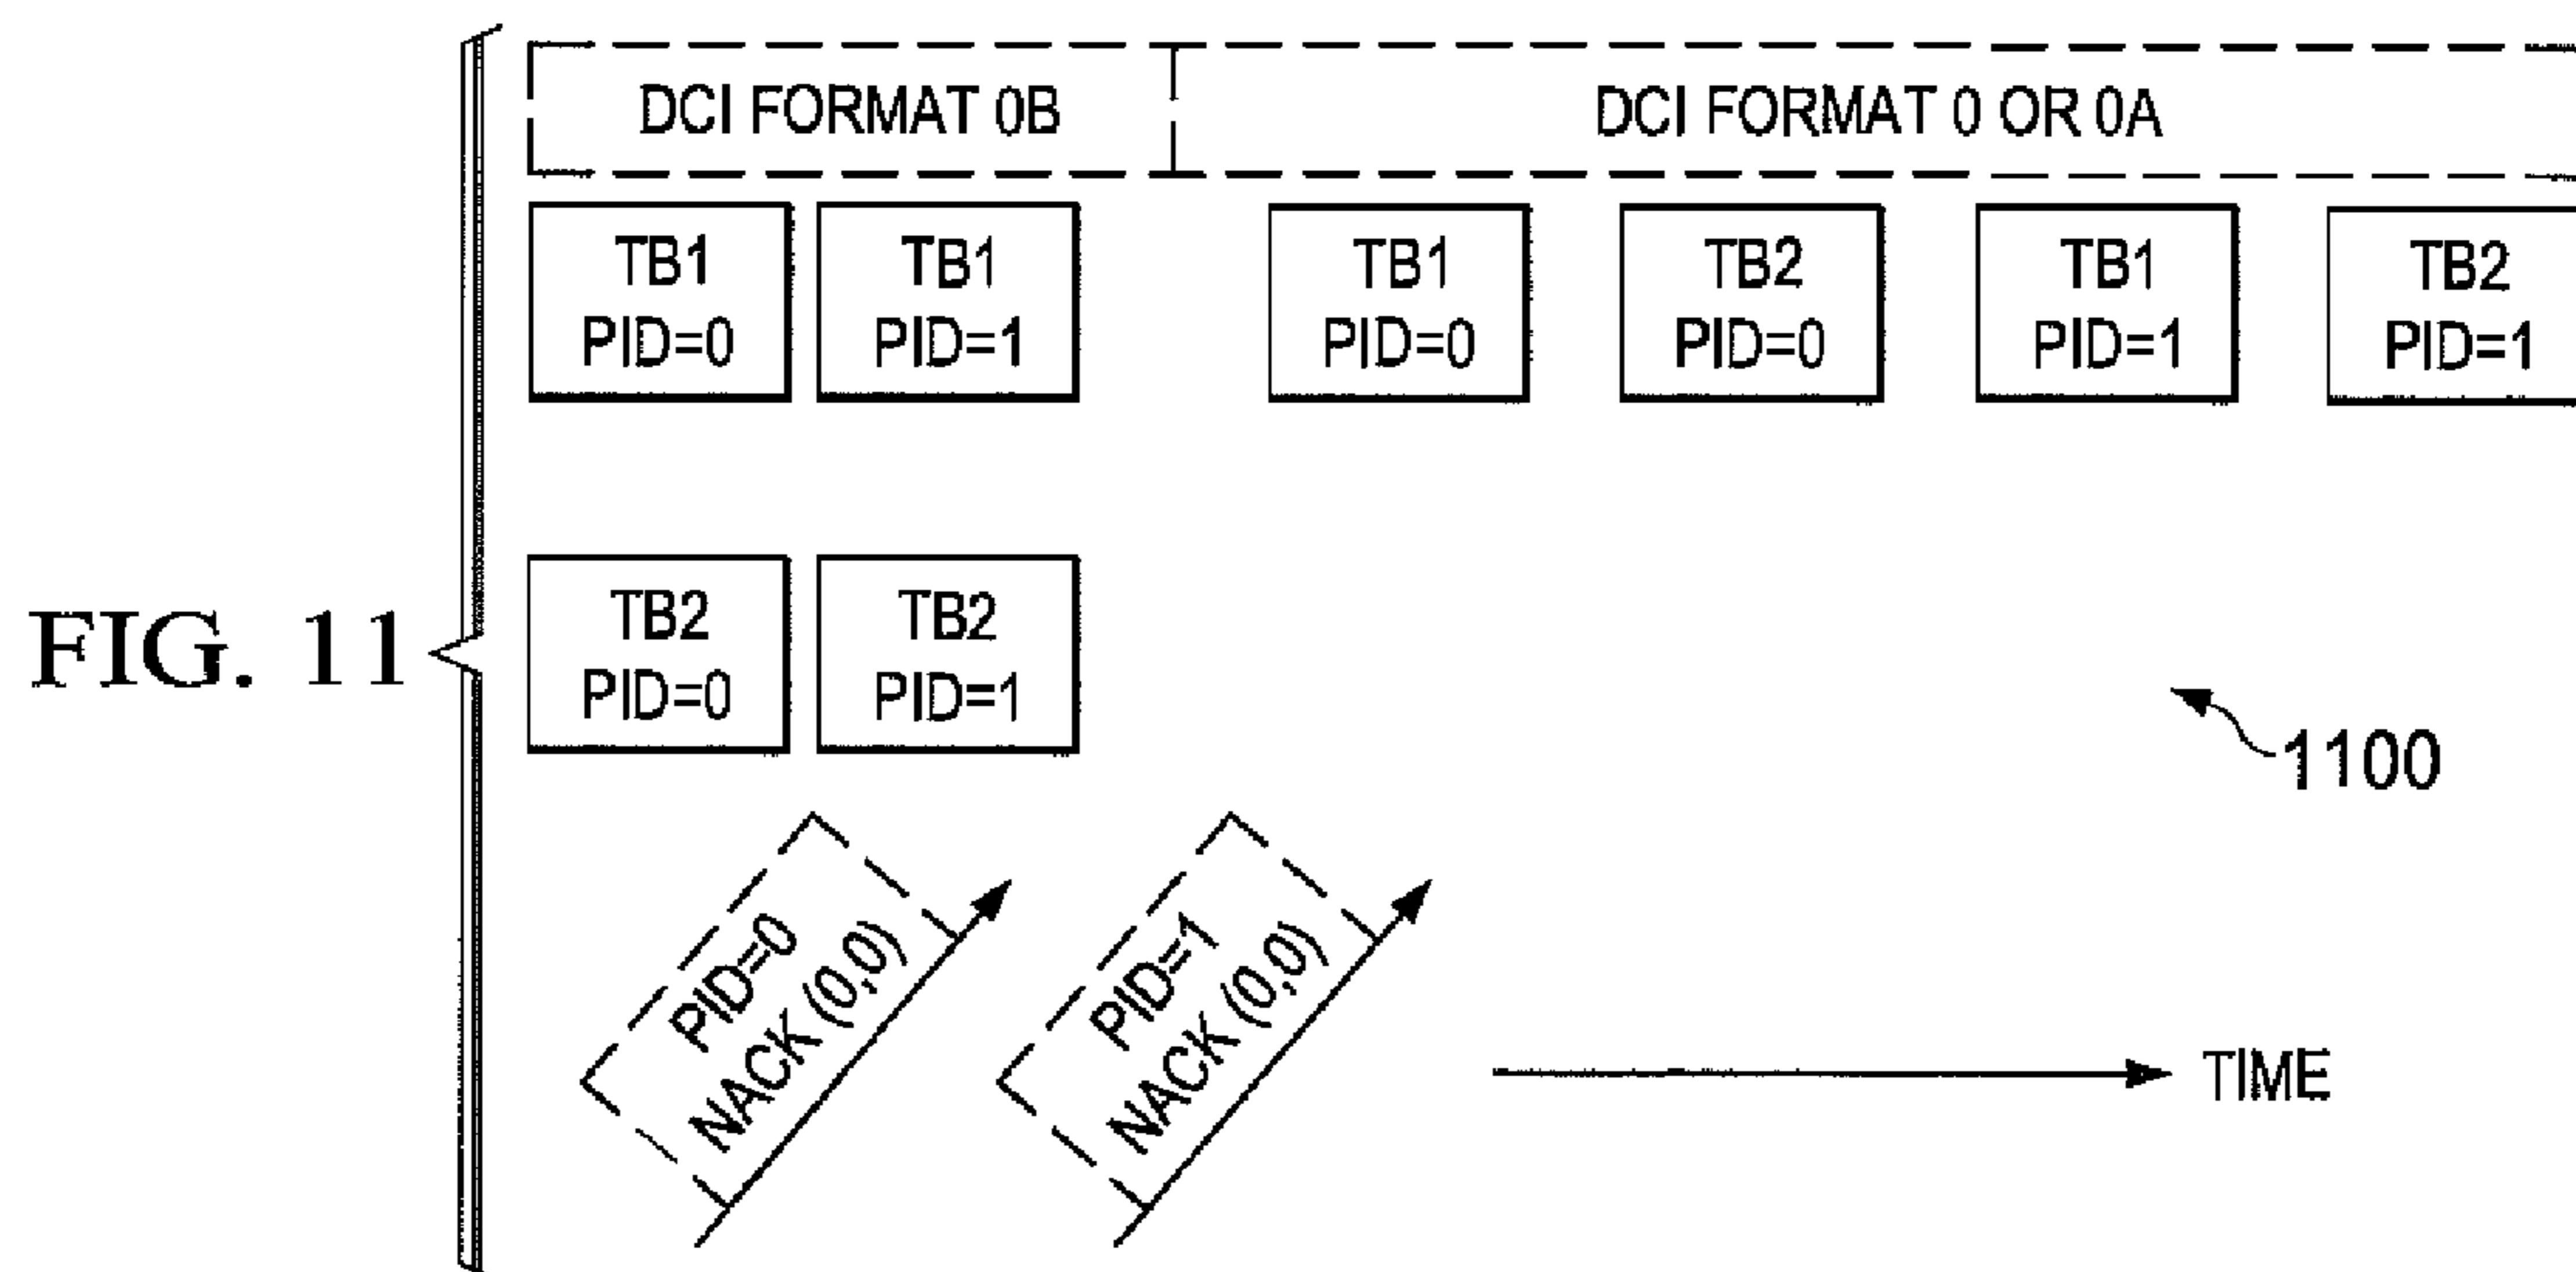 DCI FORMAT 0B
DCI FORMAT 0 OR 0A
TB1
PID=0
TB1
PID=1
TB1
PID=0
TB2
PID=0
TB1
PID=1
TB2
PID=1
FIG. 11
TB2
PID=0
TB2
PID=1
1100
PID=0
NACK (0,0)
PID=1
NACK (0,0)
TIME